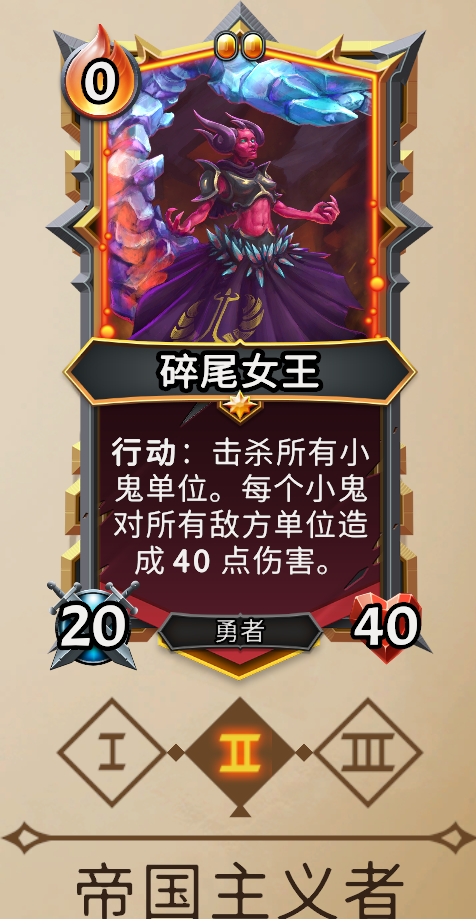 0
碎尾女王
行动：击杀所有小
鬼单位。每个小鬼
对所有敌方单位造
成 40 点伤害。
20
勇者
40
I
II
III
帝国主义者